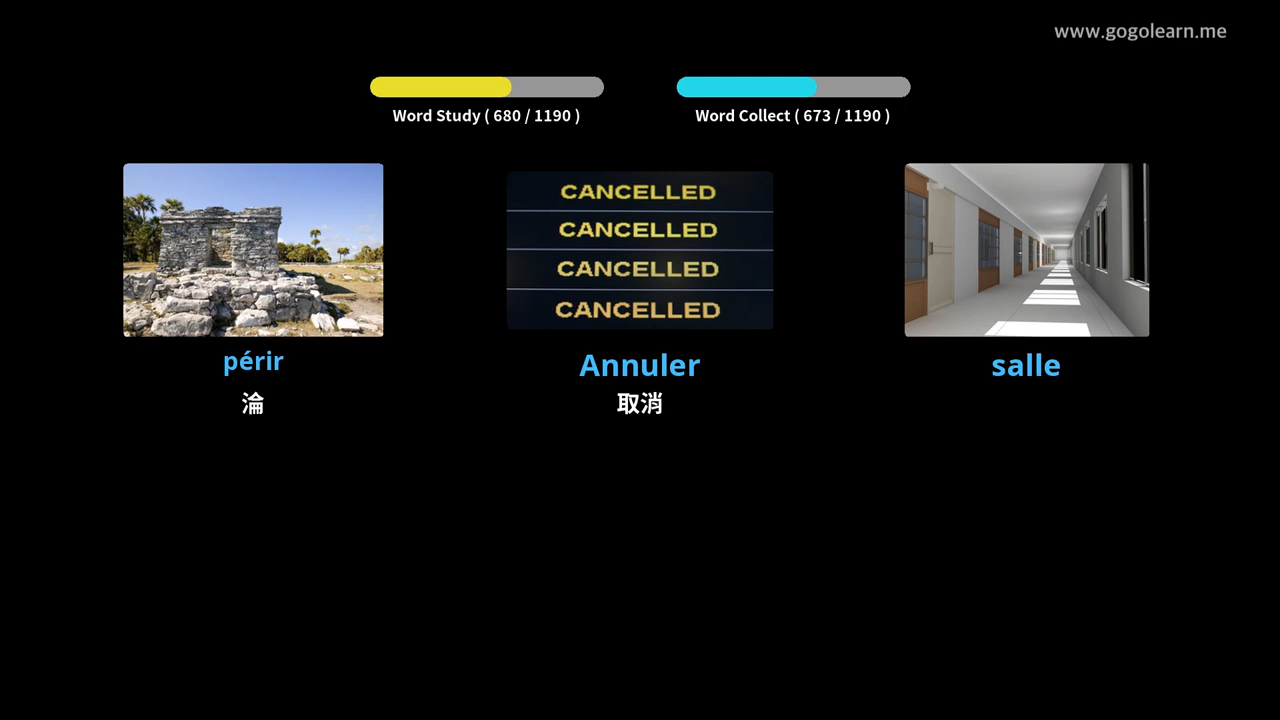 www.gogolearn.me
Word Study ( 680 / 1190 )
Word Collect ( 673 / 1190 )
CANCELLED
CANCELLED
CANCELLED
CANCELLED
périr
Annuler
salle
淪
取消